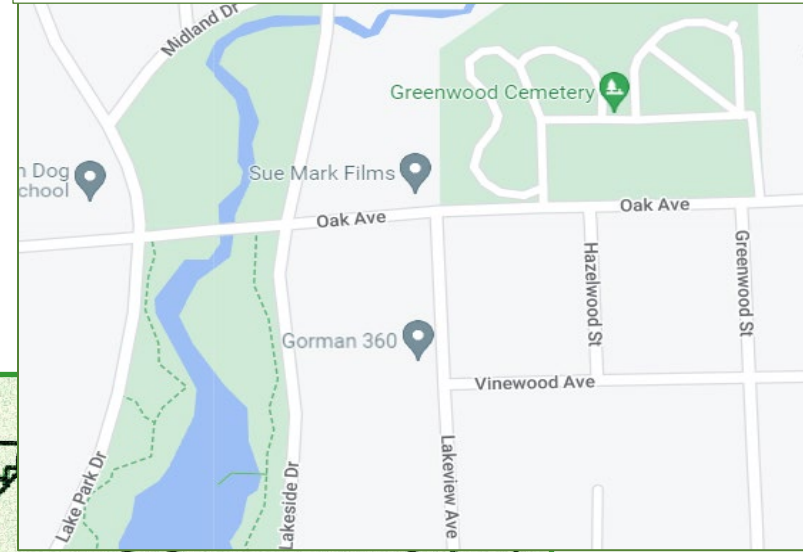 Midland Dr
Greenwood Cemetery
Dog
Sue Mark Films
Oak Ave
Oak Ave
Hazelwood St
Greenwood St
Gorman 360
Vinewood Ave
Lake Park Dr
Lakeside Dr
Lakeview Ave